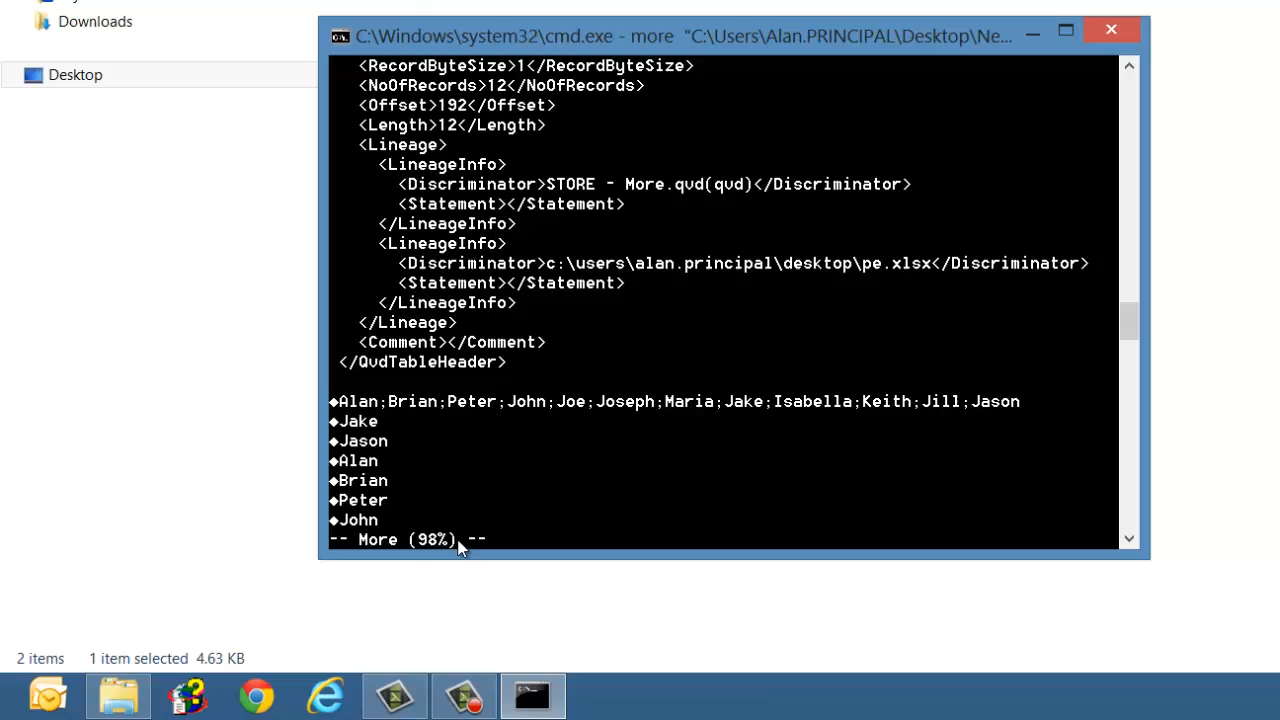 Downloads
Desktop
C:\Windows\system32\cmd.exe - more "C:\Users\Alan.PRINCIPAL\Desktop\Ne...
<RecordByteSize>1</RecordByteSize>
<NoOfRecords>12</NoOfRecords>
<Offset>192</Offset>
<Length>12</Length>
<Lineage>
<LineageInfo>
<Discriminator>STORE - More.qvd(qvd)</Discriminator>
<Statement></Statement>
</LineageInfo>
<LineageInfo>
<Discriminator>c:\users\alan.principal\desktop\pe.xlsx</Discriminator>
<Statement></Statement>
</LineageInfo>
</Lineage>
<Comment></Comment>
</QvdTableHeader>
♦Alan;Brian;Peter;John;Joe;Joseph;Maria;Jake;Isabella;Keith;Jill;Jason
♦Jake
♦Jason
♦Alan
♦Brian
♦Peter
♦John
-- More (98%) --
2 items 1 item selected 4.63 KB